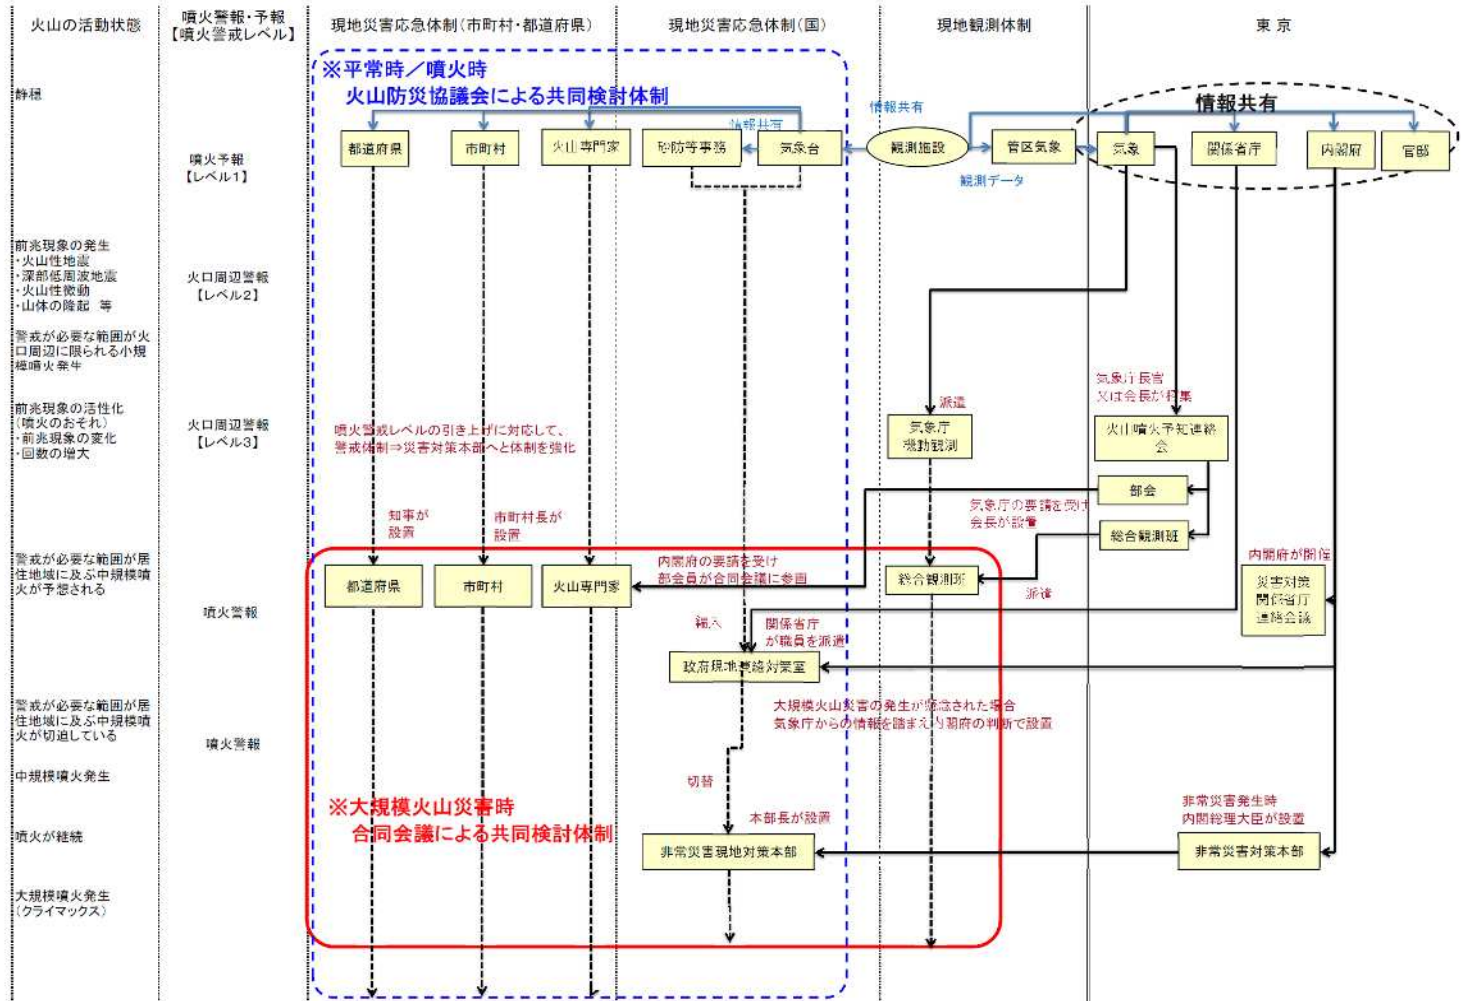 火山の活動状態
噴火警報・予報
【噴火警戒レベル】
現地災害応急体制(市町村・都道府県)
現地災害応急体制(国)
現地観測体制
東京
※平常時／噴火時
火山防災協議会による共同検討体制
静穏
情報共有
情報共有
情報共有
都道府県
市町村
火山専門家
砂防等事務
気象台
観測施設
管区気象
気象
関係省庁
内閣府
官邸
噴火予報
【レベル1】
観測データ
前兆現象の発生
・火山性地震
・深部低周波地震
・火山性微動
・山体の隆起 等
火口周辺警報
【レベル2】
警戒が必要な範囲が火
口周辺に限られる小規
模噴火発生
気象庁長官
又は会長が招集
前兆現象の活性化
(噴火のおそれ)
・前兆現象の変化
・回数の増大
火口周辺警報
【レベル3】
噴火警戒レベルの引き上げに対応して、
警戒体制⇒災害対策本部へと体制を強化
派遣
気象庁
機動観測
火山噴火予知連絡
会
部会
知事が
設置
市町村長が
設置
気象庁の要請を受け
会長が設置
総合観測班
警戒が必要な範囲が居
住地域に及ぶ中規模噴
火が予想される
内閣府の要請を受け
部会員が合同会議に参画
内閣府が開催
都道府県
市町村
火山専門家
総合観測班
派遣
災害対策
関係省庁
連絡会議
噴火警報
編入
関係省庁
が職員を派遣
政府現地連絡対策室
警戒が必要な範囲が居
住地域に及ぶ中規模噴
火が切迫している
大規模火山災害の発生が懸念された場合
気象庁からの情報を踏まえ内閣府の判断で設置
噴火警報
中規模噴火発生
切替
※大規模火山災害時
合同会議による共同検討体制
本部長が設置
非常災害発生時
内閣総理大臣が設置
噴火が継続
非常災害現地対策本部
非常災害対策本部
大規模噴火発生
(クライマックス)